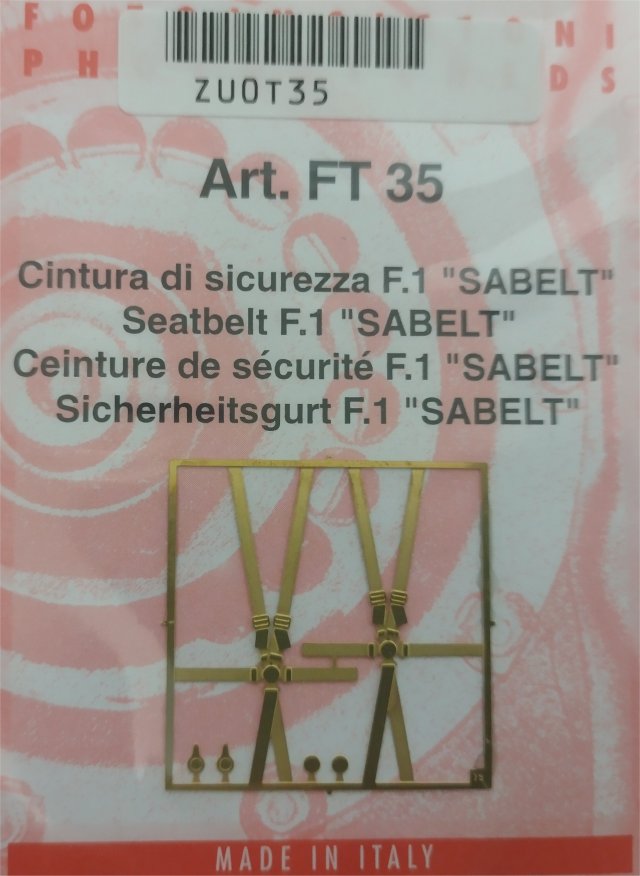 ZU0T35
Art. FT 35
Cintura di sicurezza F.1 "SABELT"
Seatbelt F.1 "SABELT"
Ceinture de sécurité F.1 "SABELT"
Sicherheitsgurt F.1 "SABELT"
MADE IN ITALY